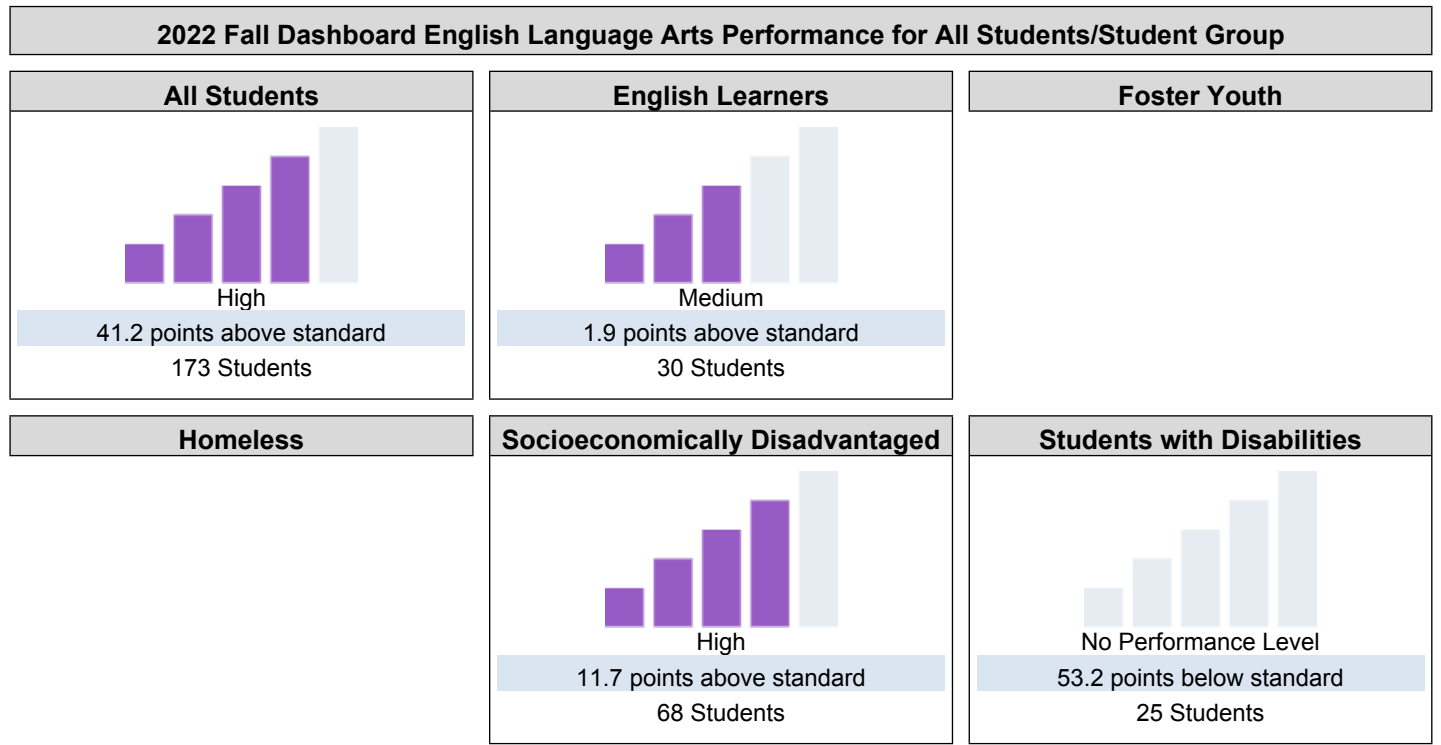 2022 Fall Dashboard English Language Arts Performance for All Students/Student Group
All Students
High
41.2 points above standard
173 Students
English Learners
Medium
1.9 points above standard
30 Students
Foster Youth
Homeless
Socioeconomically Disadvantaged
High
11.7 points above standard
68 Students
Students with Disabilities
No Performance Level
53.2 points below standard
25 Students